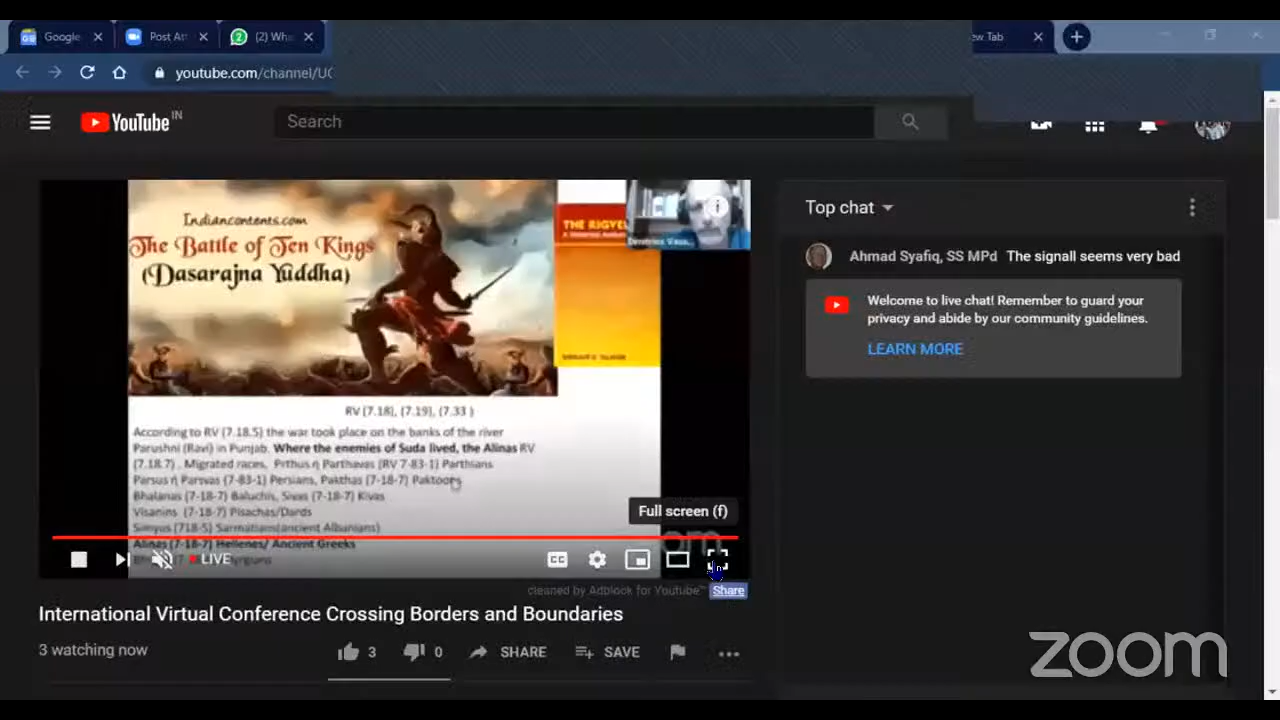 Google
Post Att
(2) Wha
ew Tab
youtube.com/channel/UC
YouTube IN
Search
Indiancontents.com
The Battle of Ten Kings
(Dasarajna Yuddha)
THE RIGVE
RV (7.18), (7.19), (7.33 )
According to RV (7.18.5) the war took place on the banks of the river
Parushni (Ravi) in Punjab. Where the enemies of Suda lived, the Alinas RV
(7.18.7) . Migrated races, Prthus η Parthavas (RV 7-83-1) Parthians
Parsus η Parsvas (7-83-1) Persians, Pakthas (7-18-7) Paktoons
Bhalanas (7-18-7) Baluchis, Sivas (7-18-7) Kivas
Visanins (7-18-7) Pisachas/Dards
Simyus (718-5) Sarmatians(ancient Albanians)
Alinas (7-18-7) Hellenes/ Ancient Greeks
Full screen (f)
LIVE
CC
cleaned by Adblock for Youtube™ Share
International Virtual Conference Crossing Borders and Boundaries
3 watching now
3
0
SHARE
SAVE
Top chat
Ahmad Syafiq, SS MPd The signall seems very bad
Welcome to live chat! Remember to guard your
privacy and abide by our community guidelines.
LEARN MORE
zoom